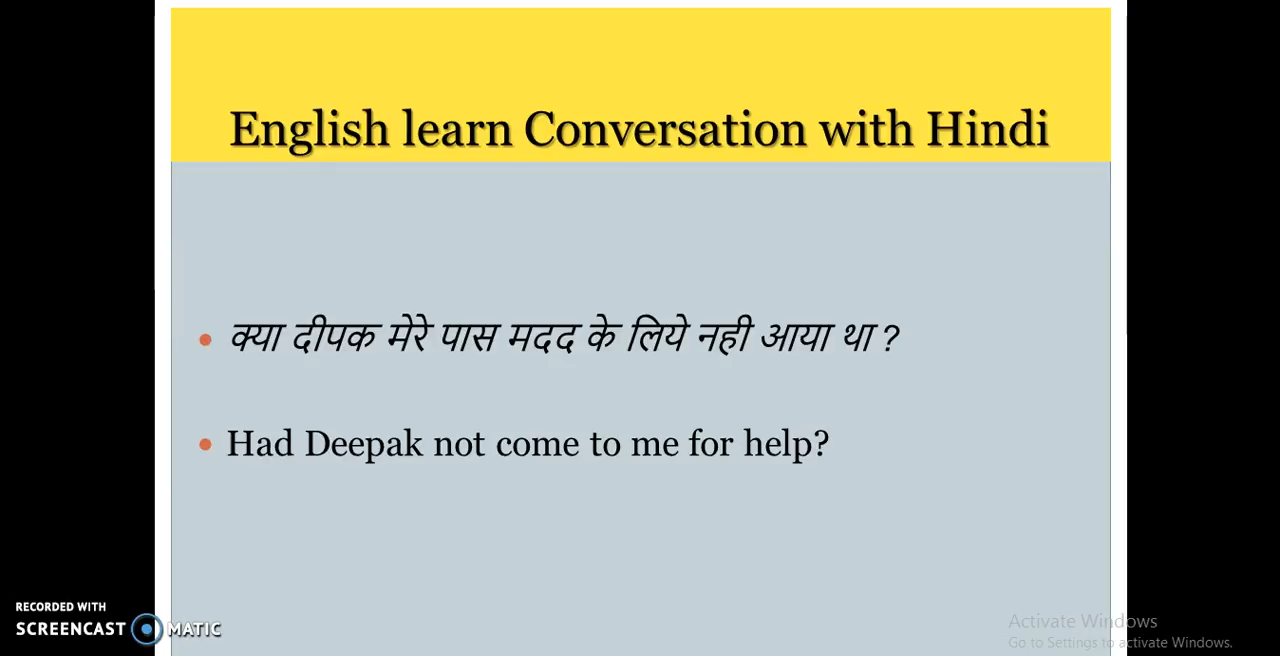 English learn Conversation with Hindi
• क्या दीपक मेरे पास मदद के लिये नही आया था ?
• Had Deepak not come to me for help?
RECORDED WITH
SCREENCAST MATIC
Activate Windows
Go to Settings to activate Windows.